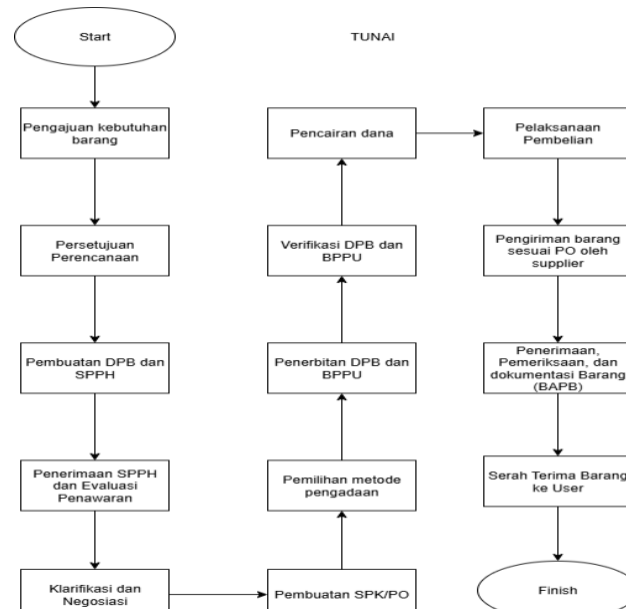 Start
TUNAI
Pengajuan kebutuhan
barang
Persetujuan
Perencanaan
Pembuatan DPB dan
SPPH
Penerimaan SPPH
dan Evaluasi
Penawaran
Klarifikasi dan
Negosiasi
Pembuatan SPK/PO
Pemilihan metode
pengadaan
Penerbitan DPB dan
BPPU
Verifikasi DPB dan
BPPU
Pencairan dana
Pelaksanaan
Pembelian
Pengiriman barang
sesuai PO oleh
supplier
Penerimaan,
Pemeriksaan, dan
dokumentasi Barang
(BAPB)
Serah Terima Barang
ke User
Finish